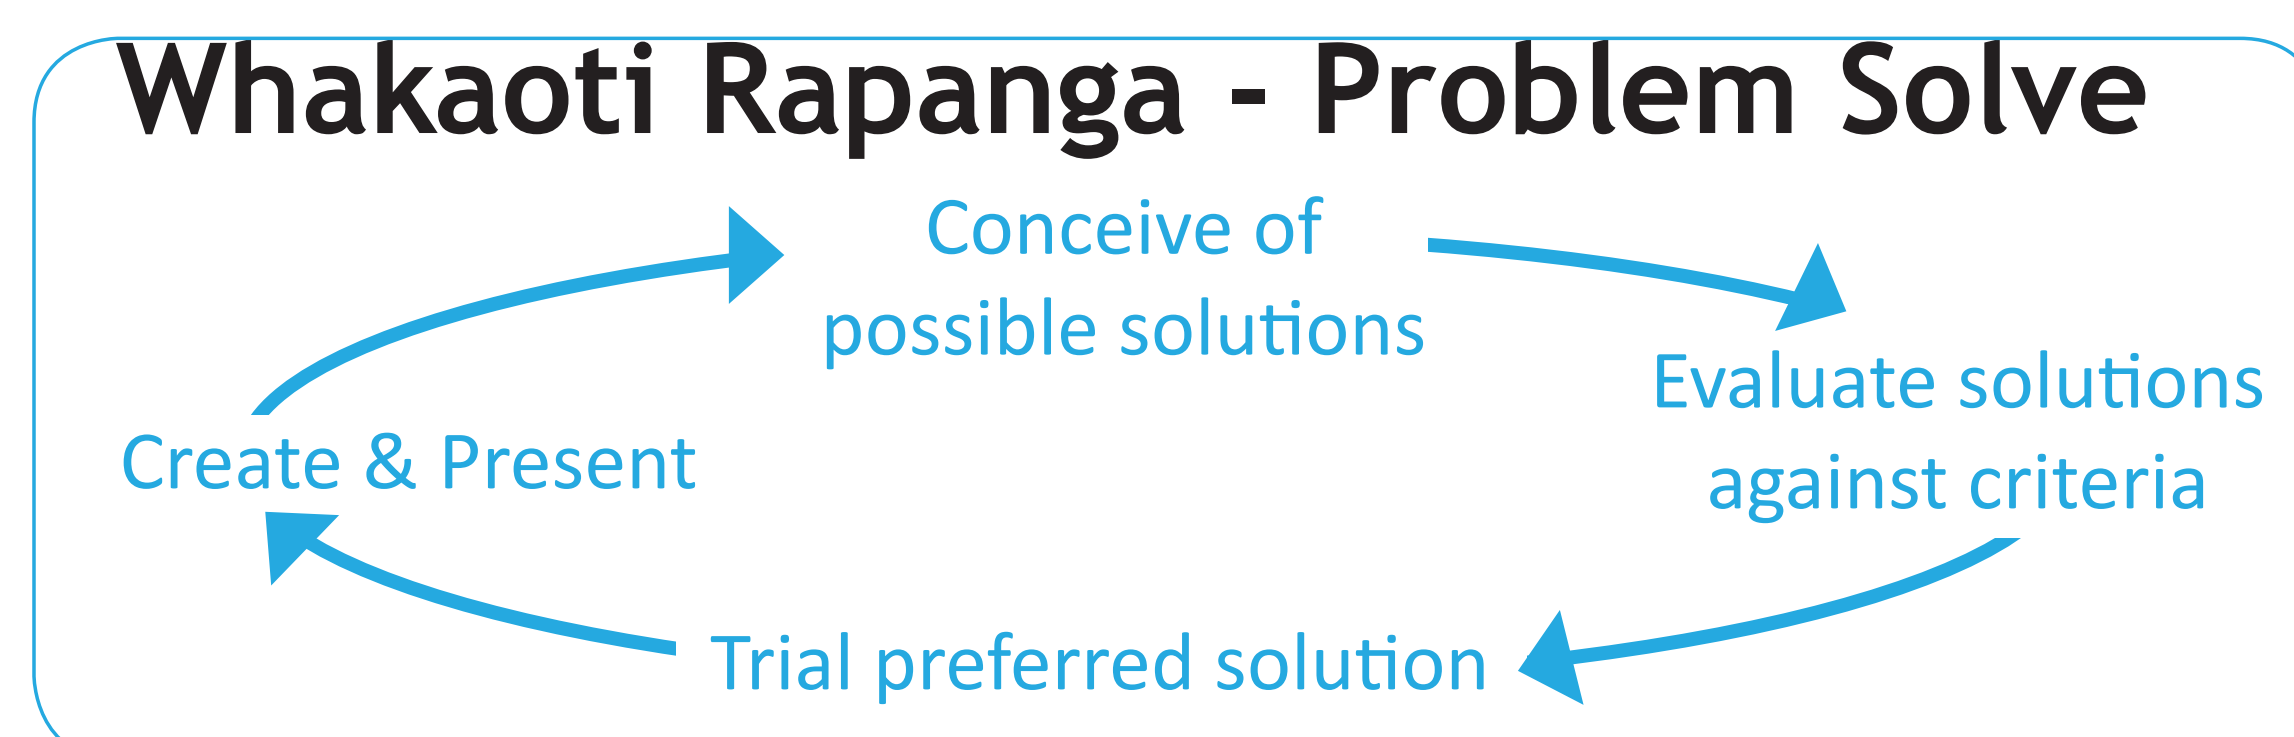 Whakaoti Rapanga - Problem Solve
Conceive of
possible solutions
Evaluate solutions
against criteria
Create & Present
Trial preferred solution